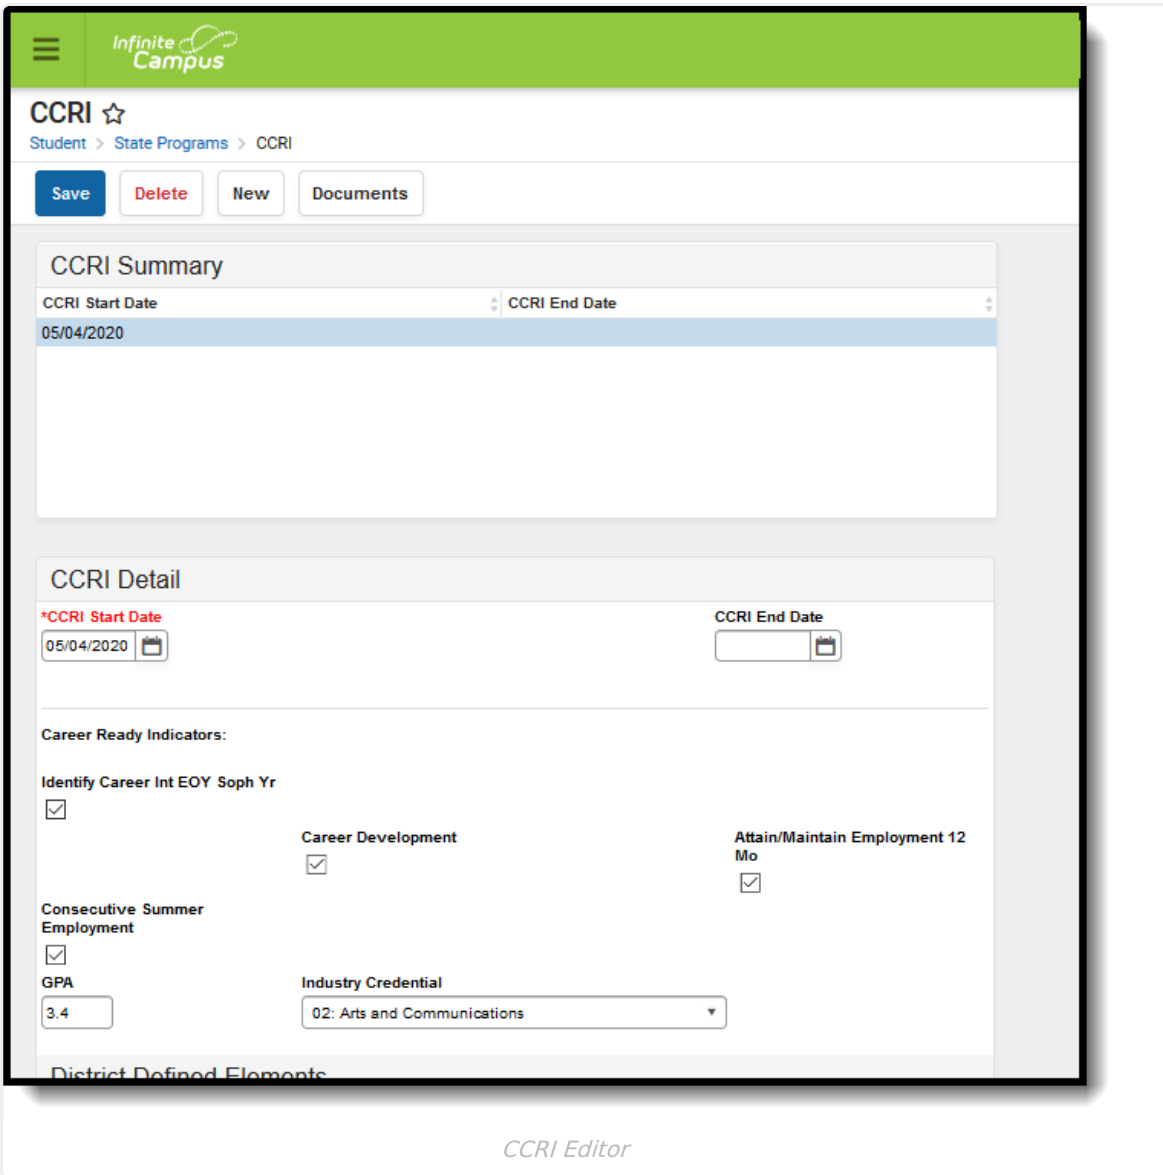 Infinite
Campus
CCRI
Student > State Programs > CCRI
Save Delete New Documents
CCRI Summary
CCRI Start Date CCRI End Date
05/04/2020
CCRI Detail
*CCRI Start Date CCRI End Date
05/04/2020
Career Ready Indicators:
Identify Career Int EOY Soph Yr
Career Development Attain/Maintain Employment 12
Mo
Consecutive Summer
Employment
GPA Industry Credential
3.4 02: Arts and Communications
District Defined Elements
CCRI Editor